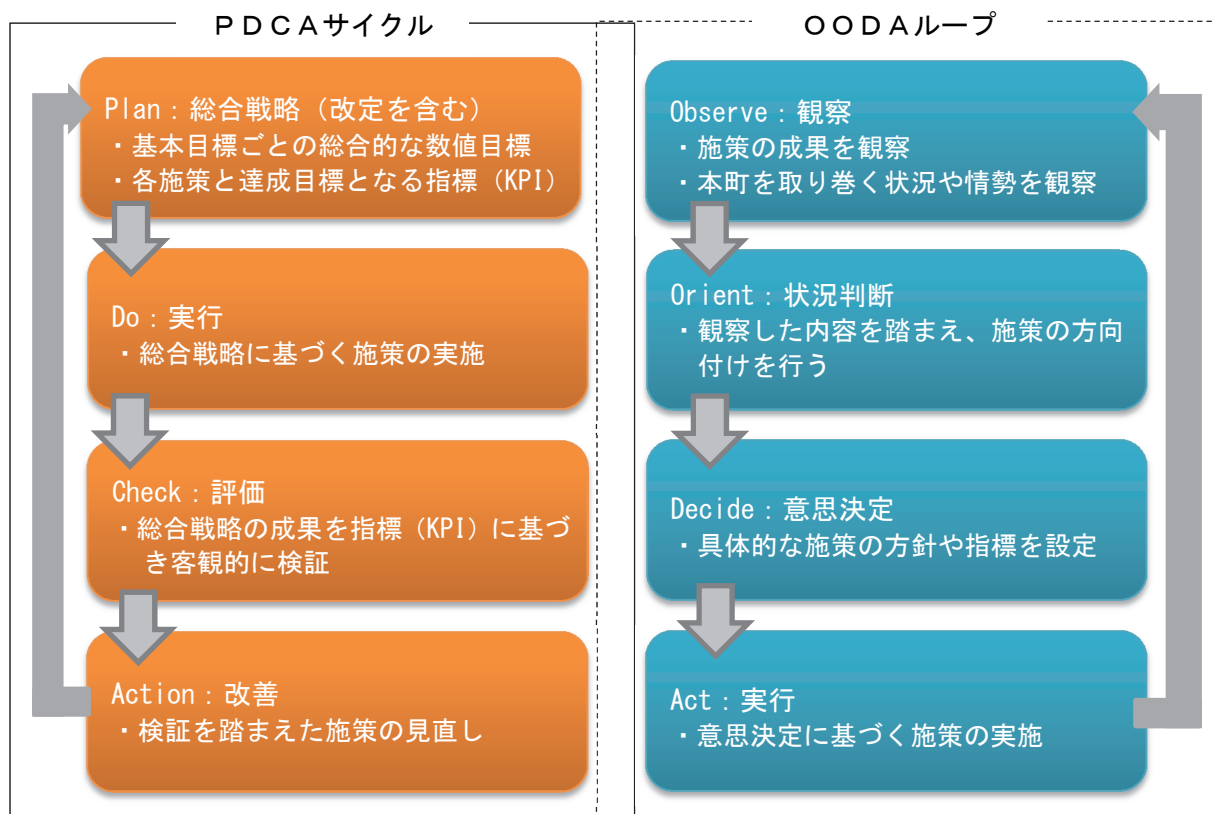 ＰＤＣＡサイクル
Plan：総合戦略（改定を含む）
・基本目標ごとの総合的な数値目標
・各施策と達成目標となる指標（KPI）
Do：実行
・総合戦略に基づく施策の実施
Check：評価
・総合戦略の成果を指標（KPI）に基づ
き客観的に検証
Action：改善
・検証を踏まえた施策の見直し
ＯＯＤＡループ
Observe：観察
・施策の成果を観察
・本町を取り巻く状況や情勢を観察
Orient：状況判断
・観察した内容を踏まえ、施策の方向
付けを行う
Decide：意思決定
・具体的な施策の方針や指標を設定
Act：実行
・意思決定に基づく施策の実施